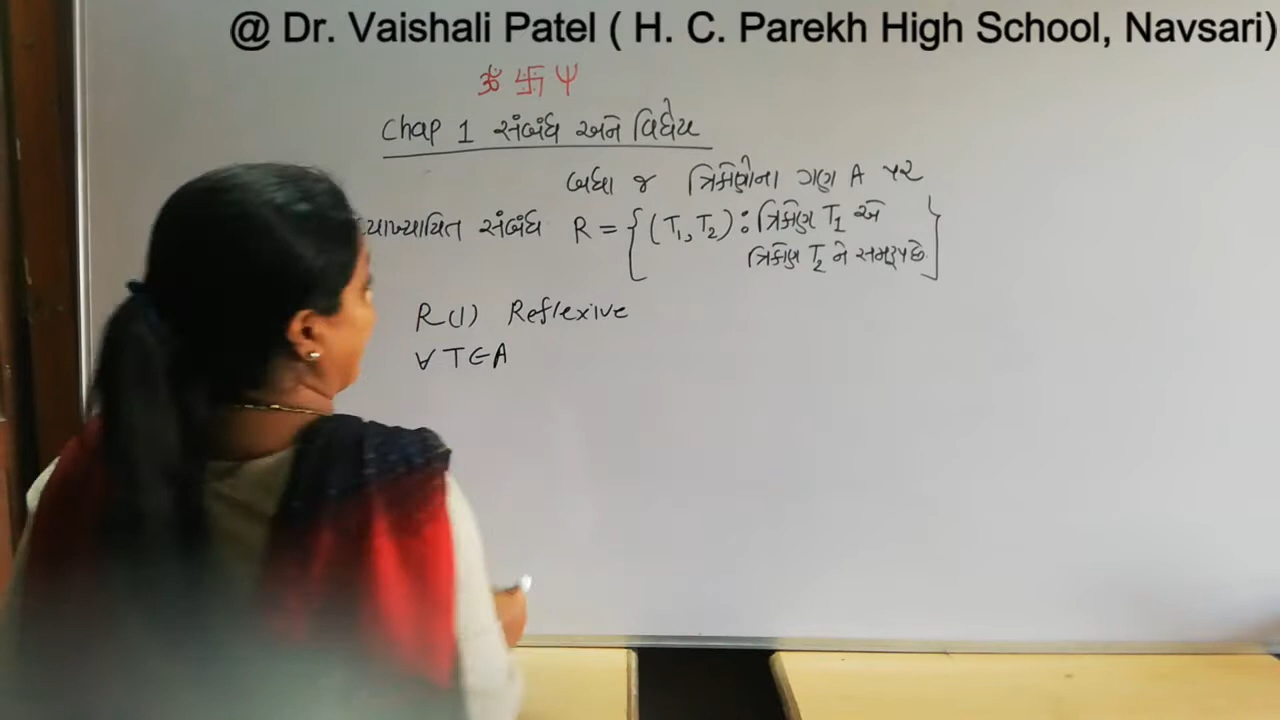 @ Dr. Vaishali Patel ( H. C. Parekh High School, Navsari)
ૐ 卐 Ψ
Chap 1 સંબંધ અને વિધેય
બધા જ ત્રિકોણોના ગણ A પર
વ્યાખ્યાયિત સંબંધ R = { (T₁, T₂) : ત્રિકોણ T₁ એ
ત્રિકોણ T₂ ને સમરૂપ છે. }
R (1) Reflexive
∀ T ∈ A